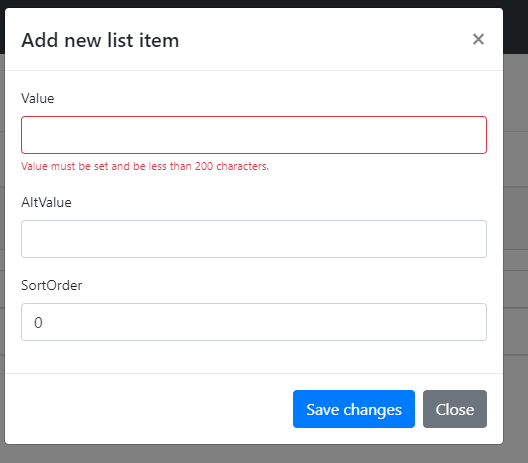 Add new list item ×
Value
Value must be set and be less than 200 characters.
AltValue
SortOrder
0
Save changes Close